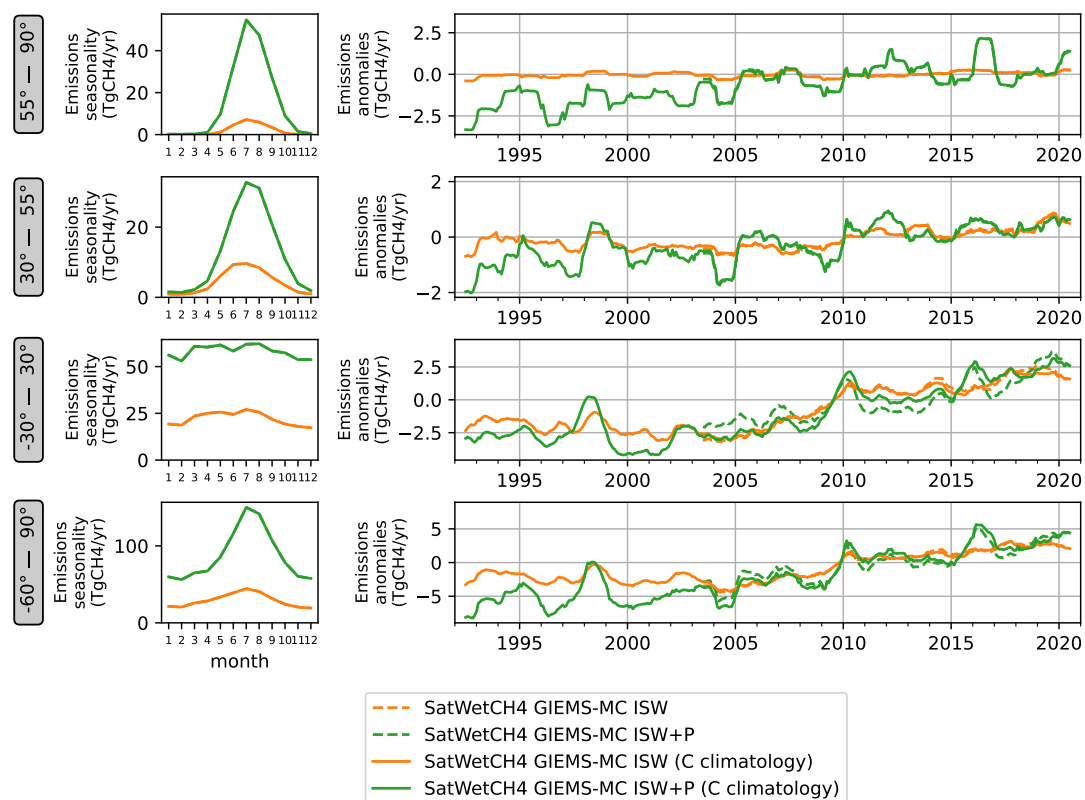 55° — 90°
Emissions
seasonality
(TgCH4/yr)
40
20
0
1 2 3 4 5 6 7 8 9 10 11 12
Emissions
anomalies
(TgCH4/yr)
2.5
0.0
−2.5
1995 2000 2005 2010 2015 2020
30° — 55°
Emissions
seasonality
(TgCH4/yr)
20
0
1 2 3 4 5 6 7 8 9 10 11 12
Emissions
anomalies
(TgCH4/yr)
2
0
−2
1995 2000 2005 2010 2015 2020
-30° — 30°
Emissions
seasonality
(TgCH4/yr)
50
25
0
1 2 3 4 5 6 7 8 9 10 11 12
Emissions
anomalies
(TgCH4/yr)
2.5
0.0
−2.5
1995 2000 2005 2010 2015 2020
-60° — 90°
Emissions
seasonality
(TgCH4/yr)
100
0
1 2 3 4 5 6 7 8 9 10 11 12
month
Emissions
anomalies
(TgCH4/yr)
5
0
−5
1995 2000 2005 2010 2015 2020
SatWetCH4 GIEMS-MC ISW
SatWetCH4 GIEMS-MC ISW+P
SatWetCH4 GIEMS-MC ISW (C climatology)
SatWetCH4 GIEMS-MC ISW+P (C climatology)